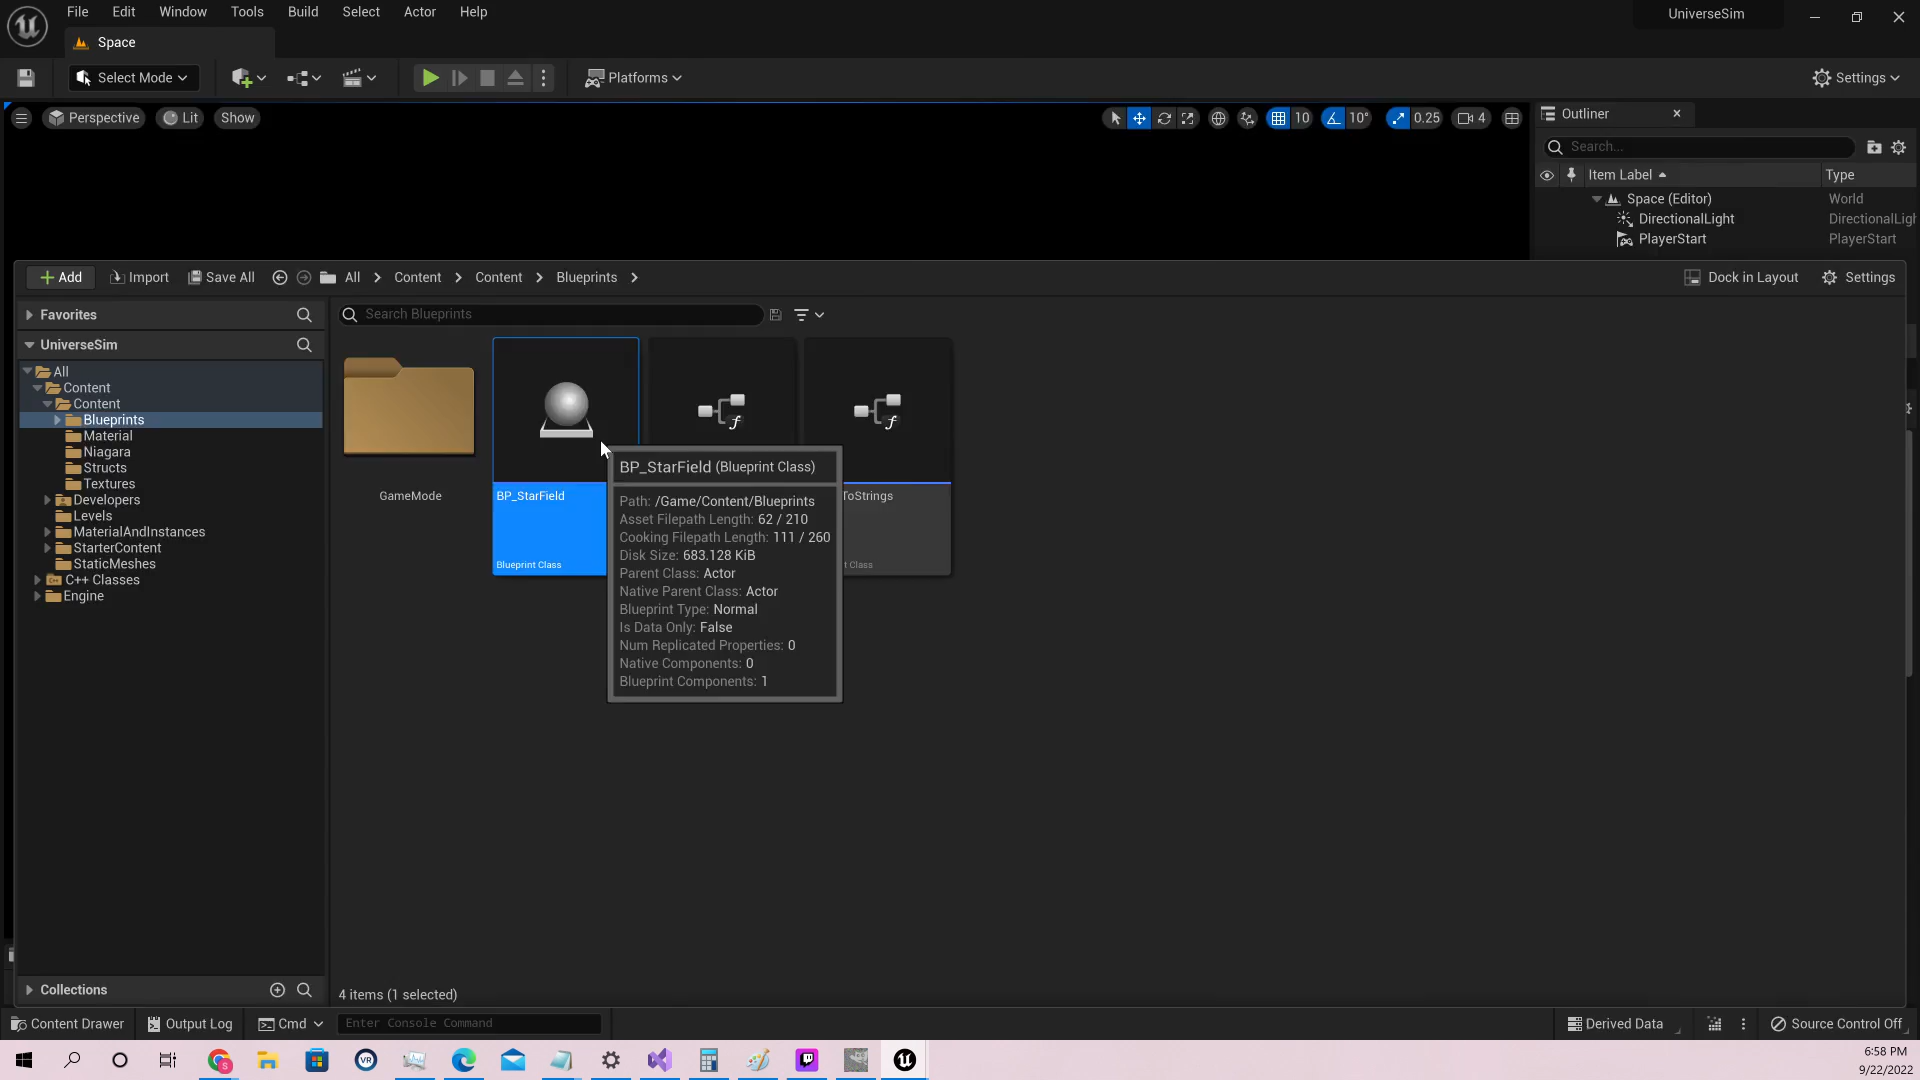 File Edit Window Tools Build Select Actor Help
UniverseSim
Space
Select Mode
Platforms
Settings
Perspective Lit Show
10 10° 0.25 4
Outliner
Search...
Item Label Type
Space (Editor) World
DirectionalLight DirectionalLigh
PlayerStart PlayerStart
Add Import Save All All Content Content Blueprints Dock in Layout Settings
Favorites
Search Blueprints
UniverseSim
All
Content
Content
Blueprints
Material
Niagara
Structs
Textures
Developers
Levels
MaterialAndInstances
StarterContent
StaticMeshes
C++ Classes
Engine
GameMode
BP_StarField
Blueprint Class
ToStrings
t Class
BP_StarField (Blueprint Class)
Path: /Game/Content/Blueprints
Asset Filepath Length: 62 / 210
Cooking Filepath Length: 111 / 260
Disk Size: 683.128 KiB
Parent Class: Actor
Native Parent Class: Actor
Blueprint Type: Normal
Is Data Only: False
Num Replicated Properties: 0
Native Components: 0
Blueprint Components: 1
Collections
4 items (1 selected)
Content Drawer Output Log Cmd Enter Console Command Derived Data Source Control Off
6:58 PM
9/22/2022